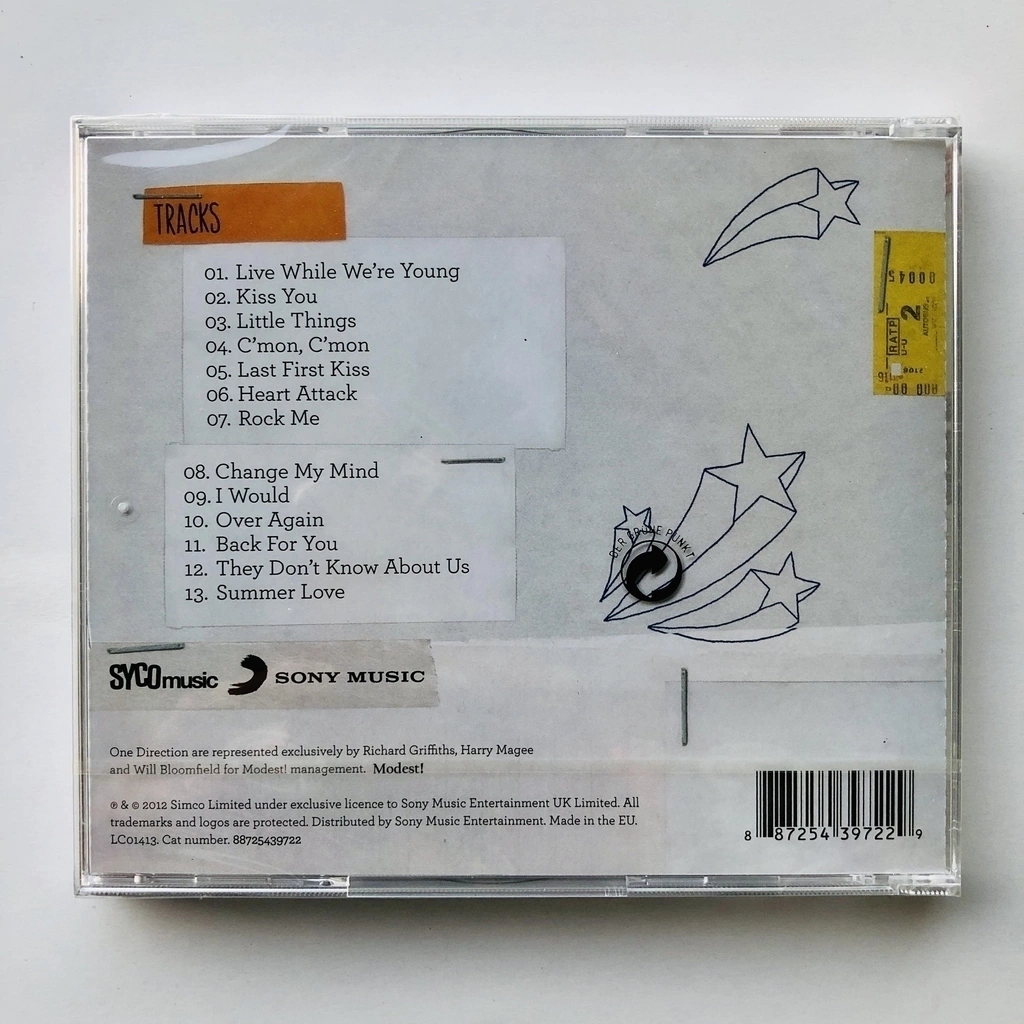 TRACKS
01. Live While We're Young
02. Kiss You
03. Little Things
04. C'mon, C'mon
05. Last First Kiss
06. Heart Attack
07. Rock Me
08. Change My Mind
09. I Would
10. Over Again
11. Back For You
12. They Don't Know About Us
13. Summer Love
00045
RATP
2
DER GRÜNE PUNKT
SYCOmusic SONY MUSIC
One Direction are represented exclusively by Richard Griffiths, Harry Magee
and Will Bloomfield for Modest! management. Modest!
℗ & © 2012 Simco Limited under exclusive licence to Sony Music Entertainment UK Limited. All
trademarks and logos are protected. Distributed by Sony Music Entertainment. Made in the EU.
LC01413. Cat number. 88725439722
8 87254 39722 9